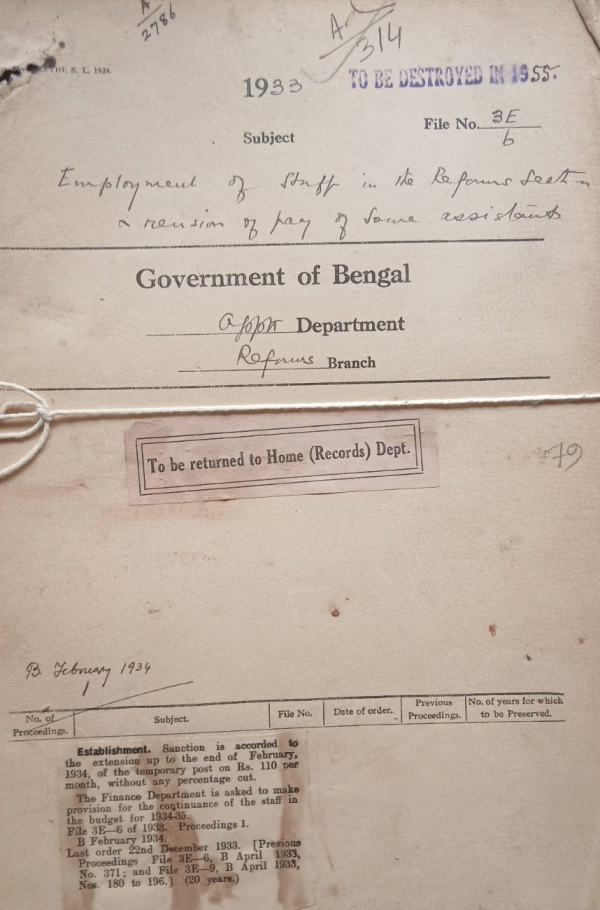 A
2786
Ad
314
S. L., 1924.
1933
TO BE DESTROYED IN 1955.
File No. 3E
6
Subject
Employment of Staff in the Reforms Sectn
& revision of pay of Some assistants
Government of Bengal
Appt Department
Reforms Branch
To be returned to Home (Records) Dept.
79
B. February 1934
1
No. of Proceedings. Subject. File No. Date of order. Previous Proceedings. No. of years for which to be Preserved.
Establishment. Sanction is accorded to
the extension up to the end of February,
1934, of the temporary post on Rs. 110 per
month, without any percentage cut.
The Finance Department is asked to make
provision for the continuance of the staff in
the budget for 1934-35.
File 3E—6 of 1933. Proceedings 1.
B February 1934.
Last order 22nd December 1933. [Previous
Proceedings File 3E—6, B April 1933,
No. 371; and File 3E—9, B April 1933,
Nos. 180 to 196.] (20 years.)